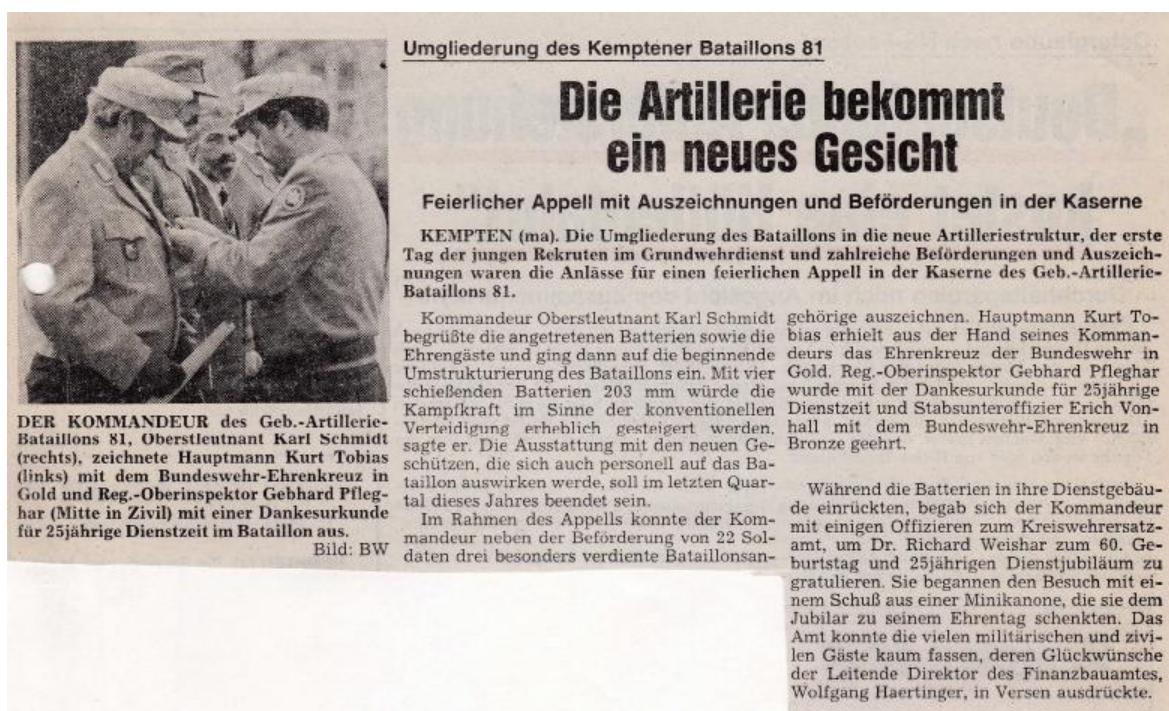 Umgliederung des Kemptener Bataillons 81
Die Artillerie bekommt
ein neues Gesicht
Feierlicher Appell mit Auszeichnungen und Beförderungen in der Kaserne
KEMPTEN (ma). Die Umgliederung des Bataillons in die neue Artilleriestruktur, der erste
Tag der jungen Rekruten im Grundwehrdienst und zahlreiche Beförderungen und Auszeich-
nungen waren die Anlässe für einen feierlichen Appell in der Kaserne des Geb.-Artillerie-
Bataillons 81.
Kommandeur Oberstleutnant Karl Schmidt
begrüßte die angetretenen Batterien sowie die
Ehrengäste und ging dann auf die beginnende
Umstrukturierung des Bataillons ein. Mit vier
schießenden Batterien 203 mm würde die
Kampfkraft im Sinne der konventionellen
Verteidigung erheblich gesteigert werden,
sagte er. Die Ausstattung mit den neuen Ge-
schützen, die sich auch personell auf das Ba-
taillon auswirken werde, soll im letzten Quar-
tal dieses Jahres beendet sein.
Im Rahmen des Appells konnte der Kom-
mandeur neben der Beförderung von 22 Sol-
daten drei besonders verdiente Bataillonsan-
gehörige auszeichnen. Hauptmann Kurt To-
bias erhielt aus der Hand seines Komman-
deurs das Ehrenkreuz der Bundeswehr in
Gold. Reg.-Oberinspektor Gebhard Pfleghar
wurde mit der Dankesurkunde für 25jährige
Dienstzeit und Stabsunteroffizier Erich Von-
hall mit dem Bundeswehr-Ehrenkreuz in
Bronze geehrt.
Während die Batterien in ihre Dienstgebäu-
de einrückten, begab sich der Kommandeur
mit einigen Offizieren zum Kreiswehrersatz-
amt, um Dr. Richard Weishar zum 60. Ge-
burtstag und 25jährigen Dienstjubiläum zu
gratulieren. Sie begannen den Besuch mit ei-
nem Schuß aus einer Minikanone, die sie dem
Jubilar zu seinem Ehrentag schenkten. Das
Amt konnte die vielen militärischen und zivi-
len Gäste kaum fassen, deren Glückwünsche
der Leitende Direktor des Finanzbauamtes,
Wolfgang Haertinger, in Versen ausdrückte.
DER KOMMANDEUR des Geb.-Artillerie-
Bataillons 81, Oberstleutnant Karl Schmidt
(rechts), zeichnete Hauptmann Kurt Tobias
(links) mit dem Bundeswehr-Ehrenkreuz in
Gold und Reg.-Oberinspektor Gebhard Pfleg-
har (Mitte in Zivil) mit einer Dankesurkunde
für 25jährige Dienstzeit im Bataillon aus.
Bild: BW